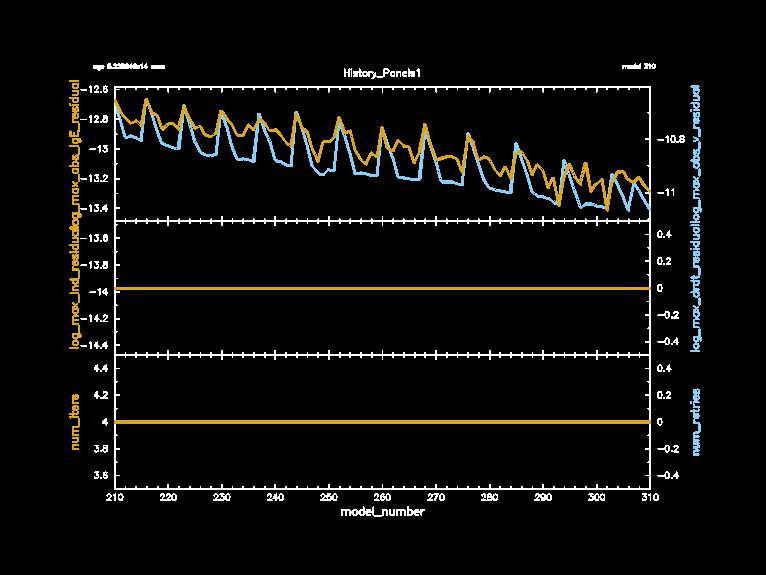 model 210
History_Panels1
log_max_abs_lgE_residual
−12.6
−12.8
−13
−13.2
−13.4
−10.8
−11
log_max_abs_v_residual
log_max_lnd_residual
−13.6
−13.8
−14
−14.2
−14.4
0.4
0.2
0
−0.2
−0.4
log_max_drdt_residual
num_iters
4.4
4.2
4
3.8
3.6
0.4
0.2
0
−0.2
−0.4
num_retries
210 220 230 240 250 260 270 280 290 300 310
model_number